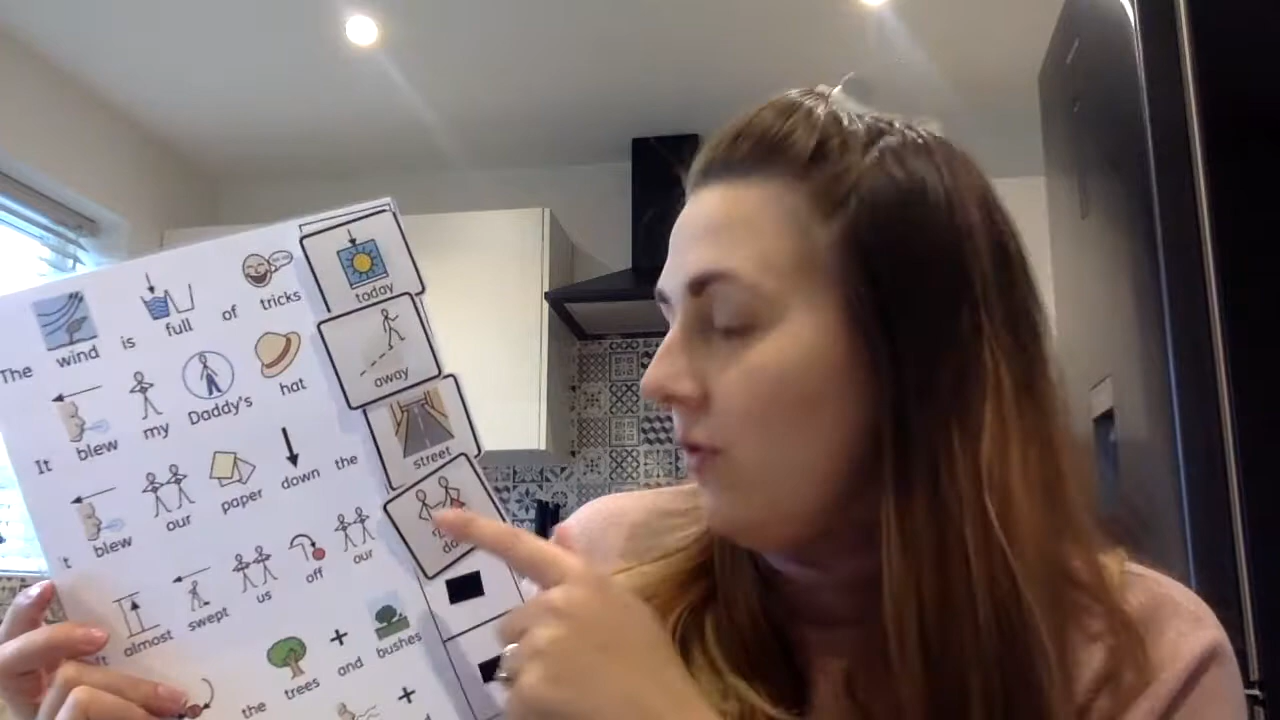 The wind is full of tricks today
It blew my Daddy's hat away
It blew our paper down the street
It almost swept us off our
the trees and bushes